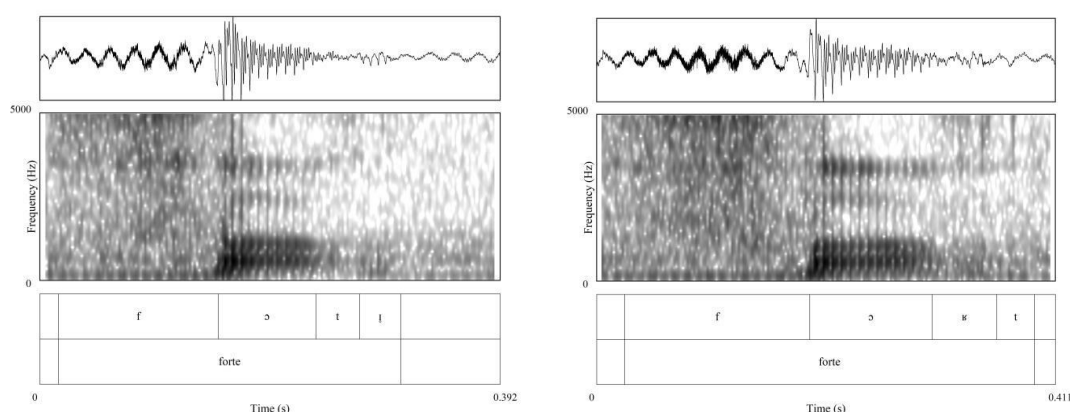 5000
Frequency (Hz)
0
f ɔ t
forte
0 0.392
Time (s)
5000
Frequency (Hz)
0
f ɔ ʁ t
forte
0 0.411
Time (s)